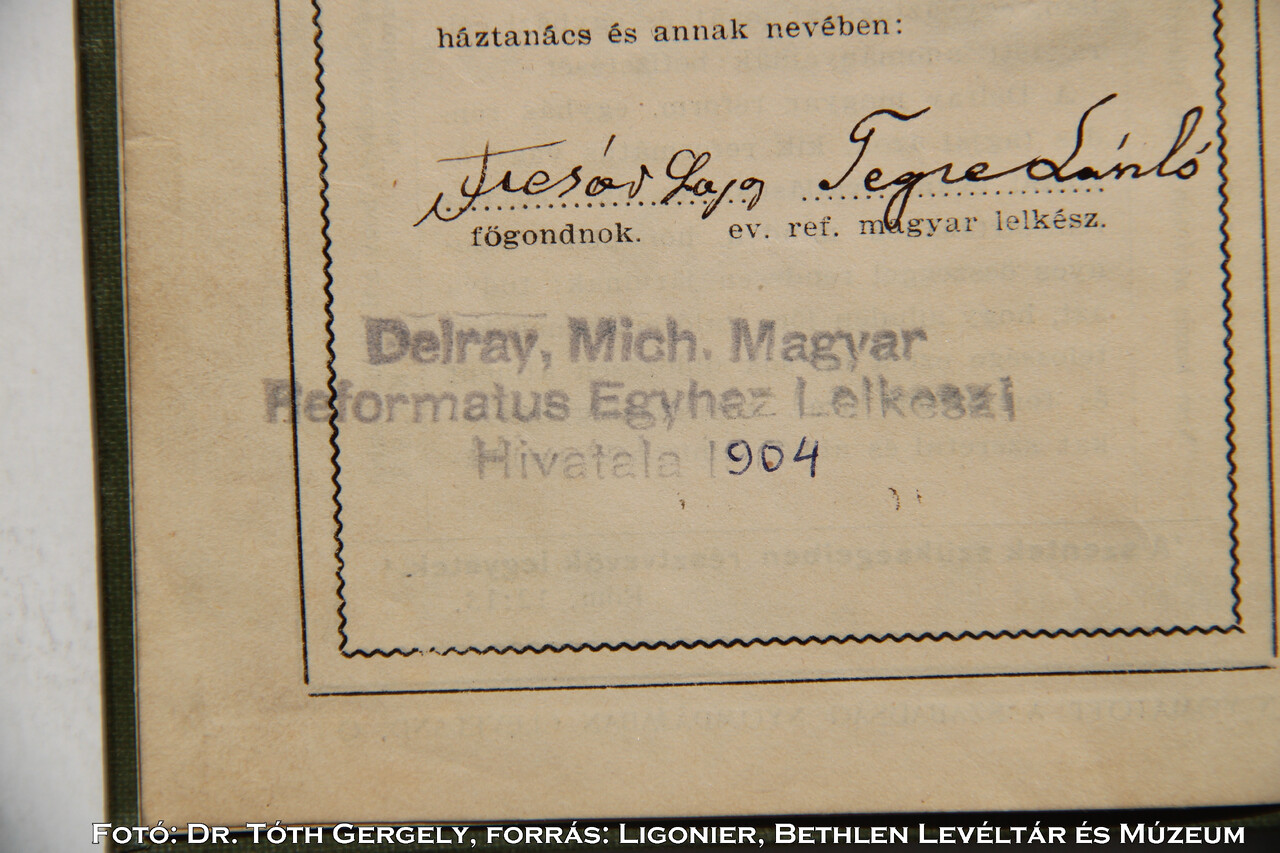 háztanács és annak nevében:
Tegze László
főgondnok. ev. ref. magyar lelkész.
Delray, Mich. Magyar
Reformatus Egyhaz Lelkeszi
Hivatala 1904
Fotó: Dr. Tóth Gergely, forrás: Ligonier, Bethlen Levéltár és Múzeum